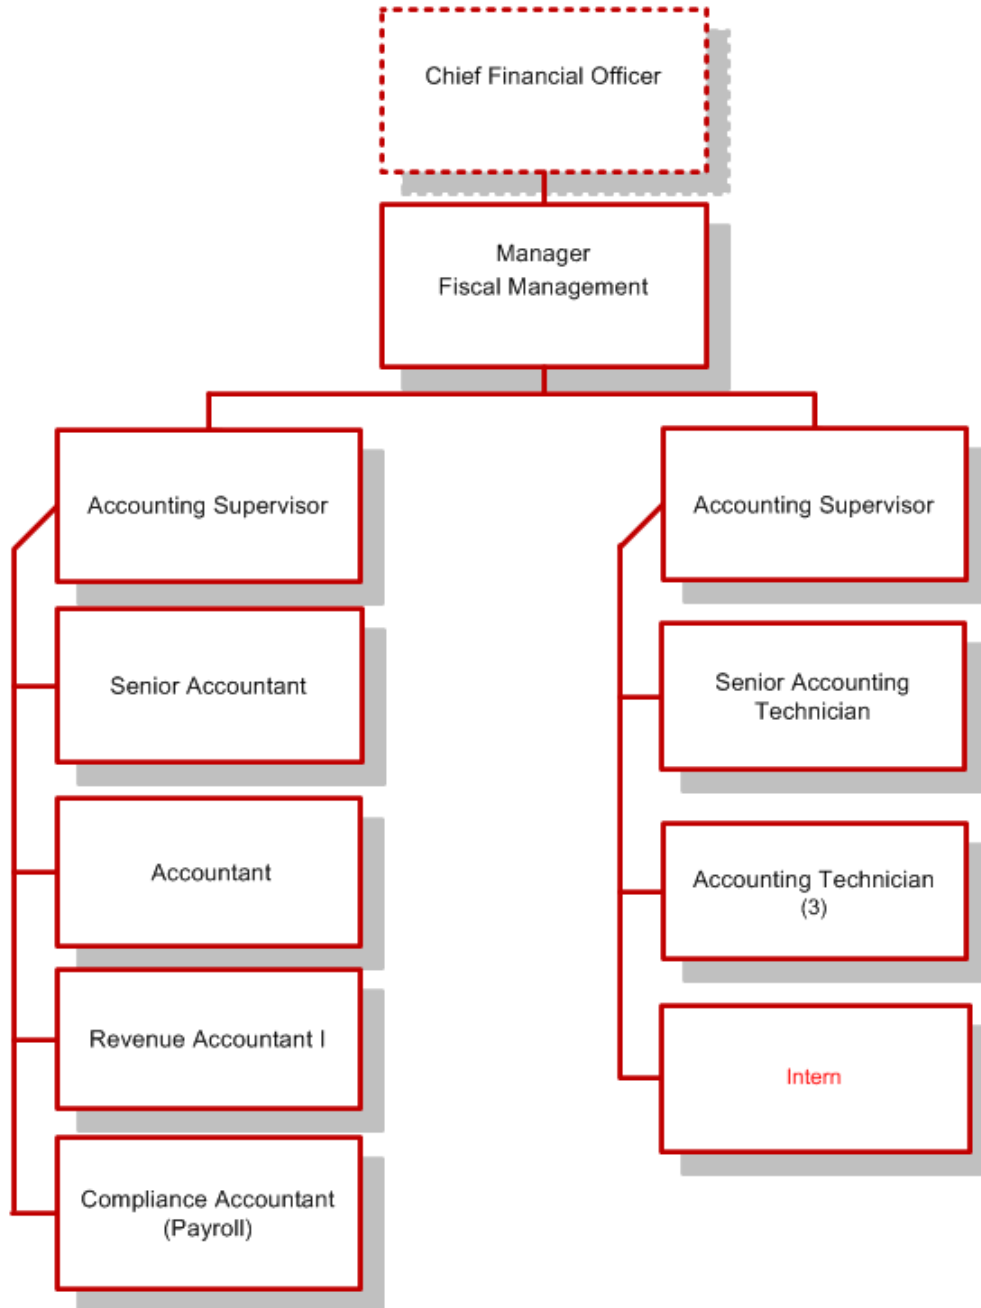 Chief Financial Officer
Manager
Fiscal Management
Accounting Supervisor
Senior Accountant
Accountant
Revenue Accountant I
Compliance Accountant
(Payroll)
Accounting Supervisor
Senior Accounting
Technician
Accounting Technician
(3)
Intern